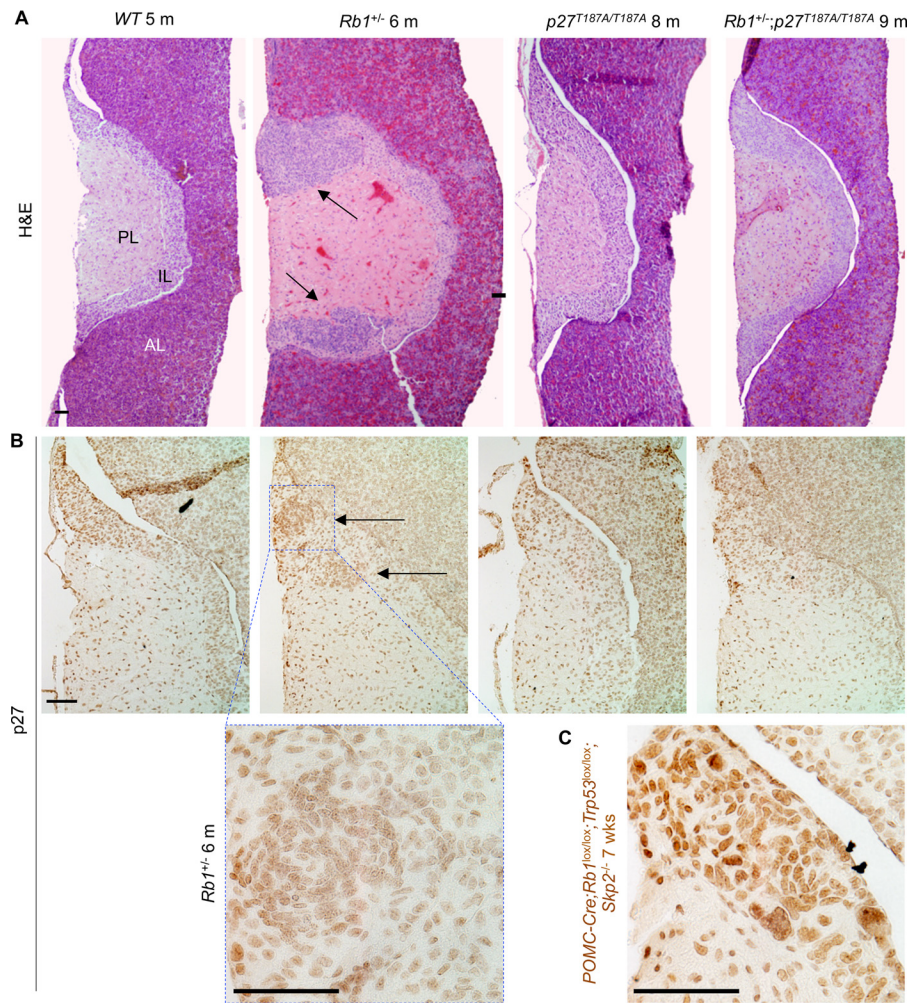 A
WT 5 m
Rb1+/- 6 m
p27T187A/T187A 8 m
Rb1+/-;p27T187A/T187A 9 m
H&E
PL
IL
AL
B
p27
Rb1+/- 6 m
C
POMC-Cre;Rb1lox/lox;Trp53lox/lox;
Skp2-/- 7 wks